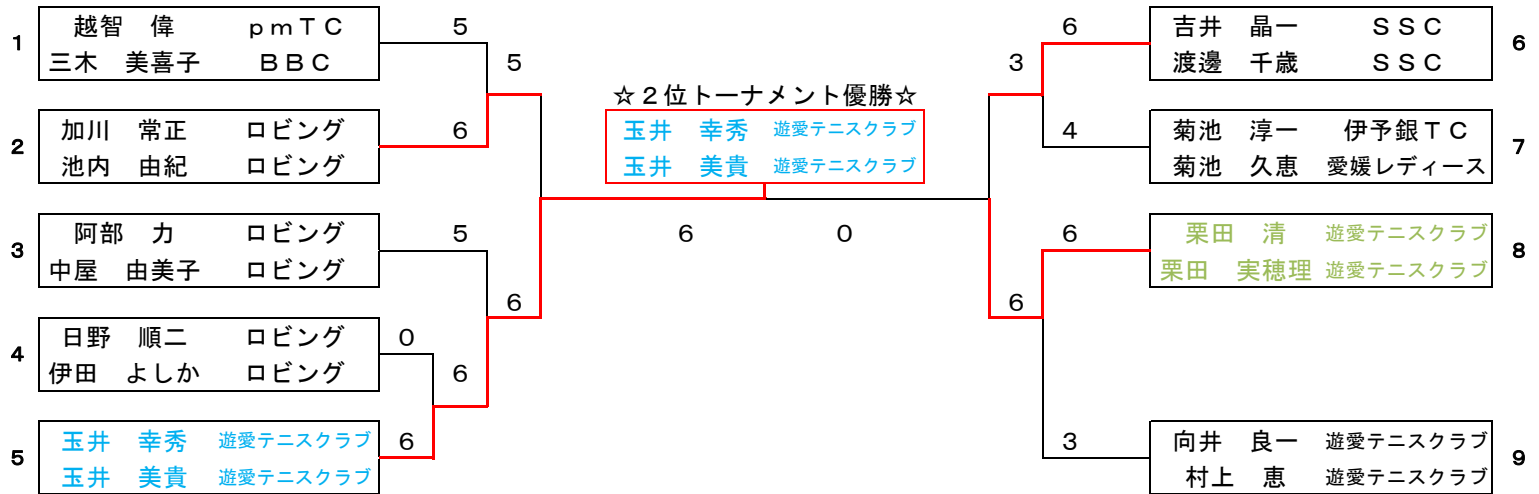 1 越智 偉 ｐｍＴＣ
三木 美喜子 ＢＢＣ
5
5
2 加川 常正 ロビング
池内 由紀 ロビング
6
3 阿部 力 ロビング
中屋 由美子 ロビング
5
6
4 日野 順二 ロビング
伊田 よしか ロビング
0
6
5 玉井 幸秀 遊愛テニスクラブ
玉井 美貴 遊愛テニスクラブ
6
☆２位トーナメント優勝☆
玉井 幸秀 遊愛テニスクラブ
玉井 美貴 遊愛テニスクラブ
6 0
6 吉井 晶一 ＳＳＣ 6
渡邊 千歳 ＳＳＣ
3
4 菊池 淳一 伊予銀ＴＣ 7
菊池 久恵 愛媛レディース
6 栗田 清 遊愛テニスクラブ 8
栗田 実穂理 遊愛テニスクラブ
6
3 向井 良一 遊愛テニスクラブ 9
村上 恵 遊愛テニスクラブ